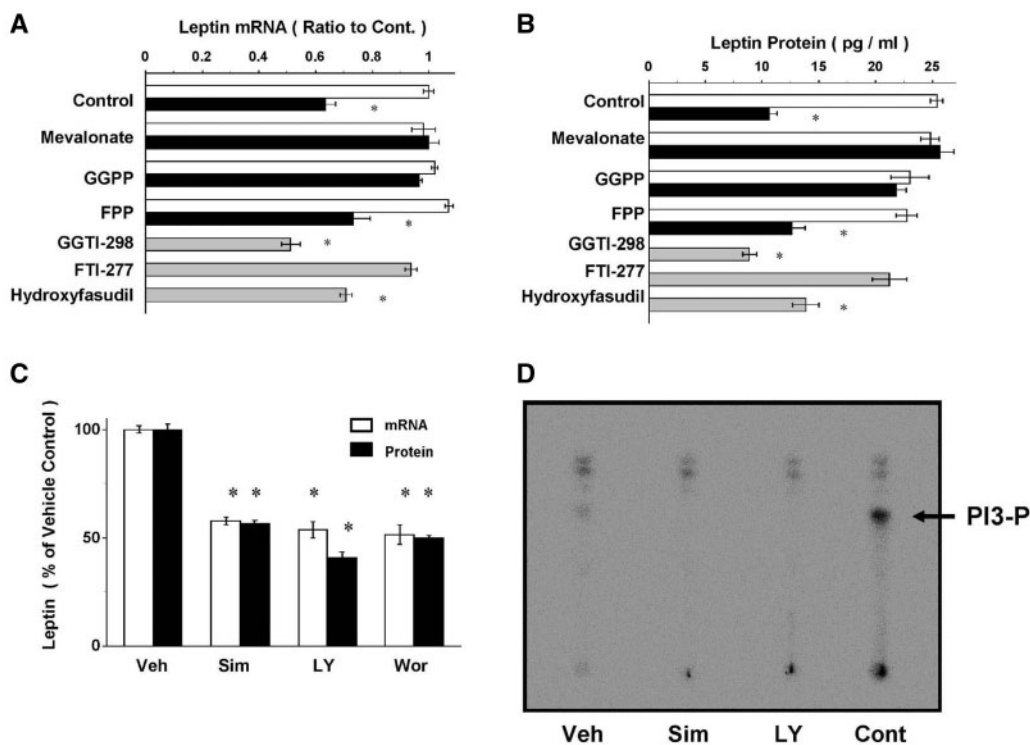 A
Leptin mRNA ( Ratio to Cont. )
0 0.2 0.4 0.6 0.8 1
Control
*
Mevalonate
GGPP
FPP
*
GGTI-298
*
FTI-277
Hydroxyfasudil
*
B
Leptin Protein ( pg / ml )
0 5 10 15 20 25
Control
*
Mevalonate
GGPP
FPP
*
GGTI-298
*
FTI-277
Hydroxyfasudil
*
C
Leptin ( % of Vehicle Control )
100
50
0
mRNA
Protein
* * * * * *
Veh Sim LY Wor
D
PI3-P
Veh Sim LY Cont